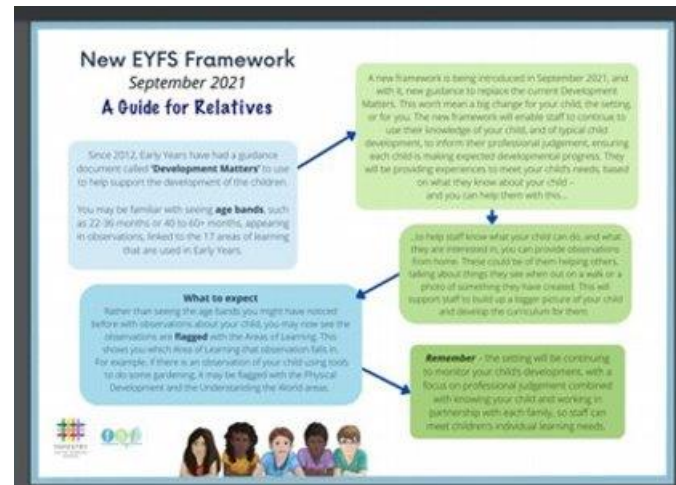 New EYFS Framework
September 2021
A Guide for Relatives
Since 2012, Early Years have had a guidance
document called 'Development Matters' to use
to help support the development of the children.
You may be familiar with seeing age bands, such
as 22-36 months or 40 to 60+ months, appearing
in observations, linked to the 17 areas of learning
that are used in Early Years.
A new framework is being introduced in September 2021, and
with it, new guidance to replace the current Development
Matters. This won't mean a big change for your child, the setting,
or for you. The new framework will enable staff to continue to
use their knowledge of your child, and of typical child
development, to inform their professional judgement, ensuring
each child is making expected developmental progress. They
will be providing experiences to meet your child's needs, based
on what they know about your child –
and you can help them with this...
...to help staff know what your child can do, and what
they are interested in, you can provide observations
from home. These could be of them helping others,
talking about things they see when out on a walk or a
photo of something they have created. This will
support staff to build up a bigger picture of your child
and develop the curriculum for them.
What to expect
Rather than seeing the age bands you might have noticed
before with observations about your child, you may now see the
observations are flagged with the Areas of Learning. This
shows you which Area of Learning that observation falls in.
For example, if there is an observation of your child using tools
to do some gardening, it may be flagged with the Physical
Development and the Understanding the World areas.
Remember - the setting will be continuing
to monitor your child's development, with a
focus on professional judgement combined
with knowing your child and working in
partnership with each family, so staff can
meet children's individual learning needs.
TAPESTRY